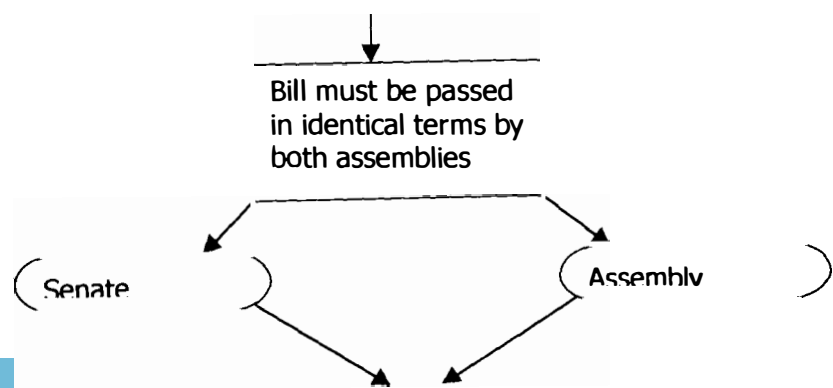 Bill must be passed
in identical terms by
both assemblies
Senate
Assembly